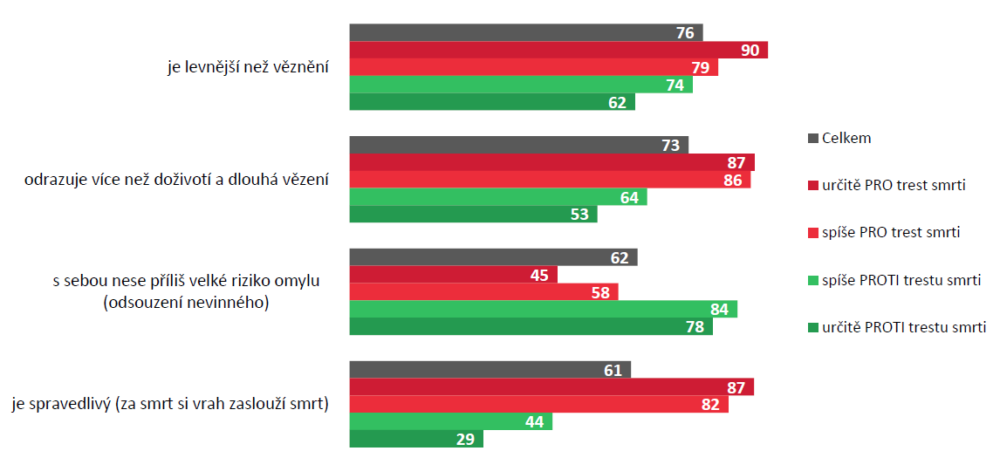 je levnější než věznění
76
90
79
74
62
odrazuje více než doživotí a dlouhá vězení
73
87
86
64
53
s sebou nese příliš velké riziko omylu
(odsouzení nevinného)
62
45
58
84
78
je spravedlivý (za smrt si vrah zaslouží smrt)
61
87
82
44
29
Celkem
určitě PRO trest smrti
spíše PRO trest smrti
spíše PROTI trestu smrti
určitě PROTI trestu smrti